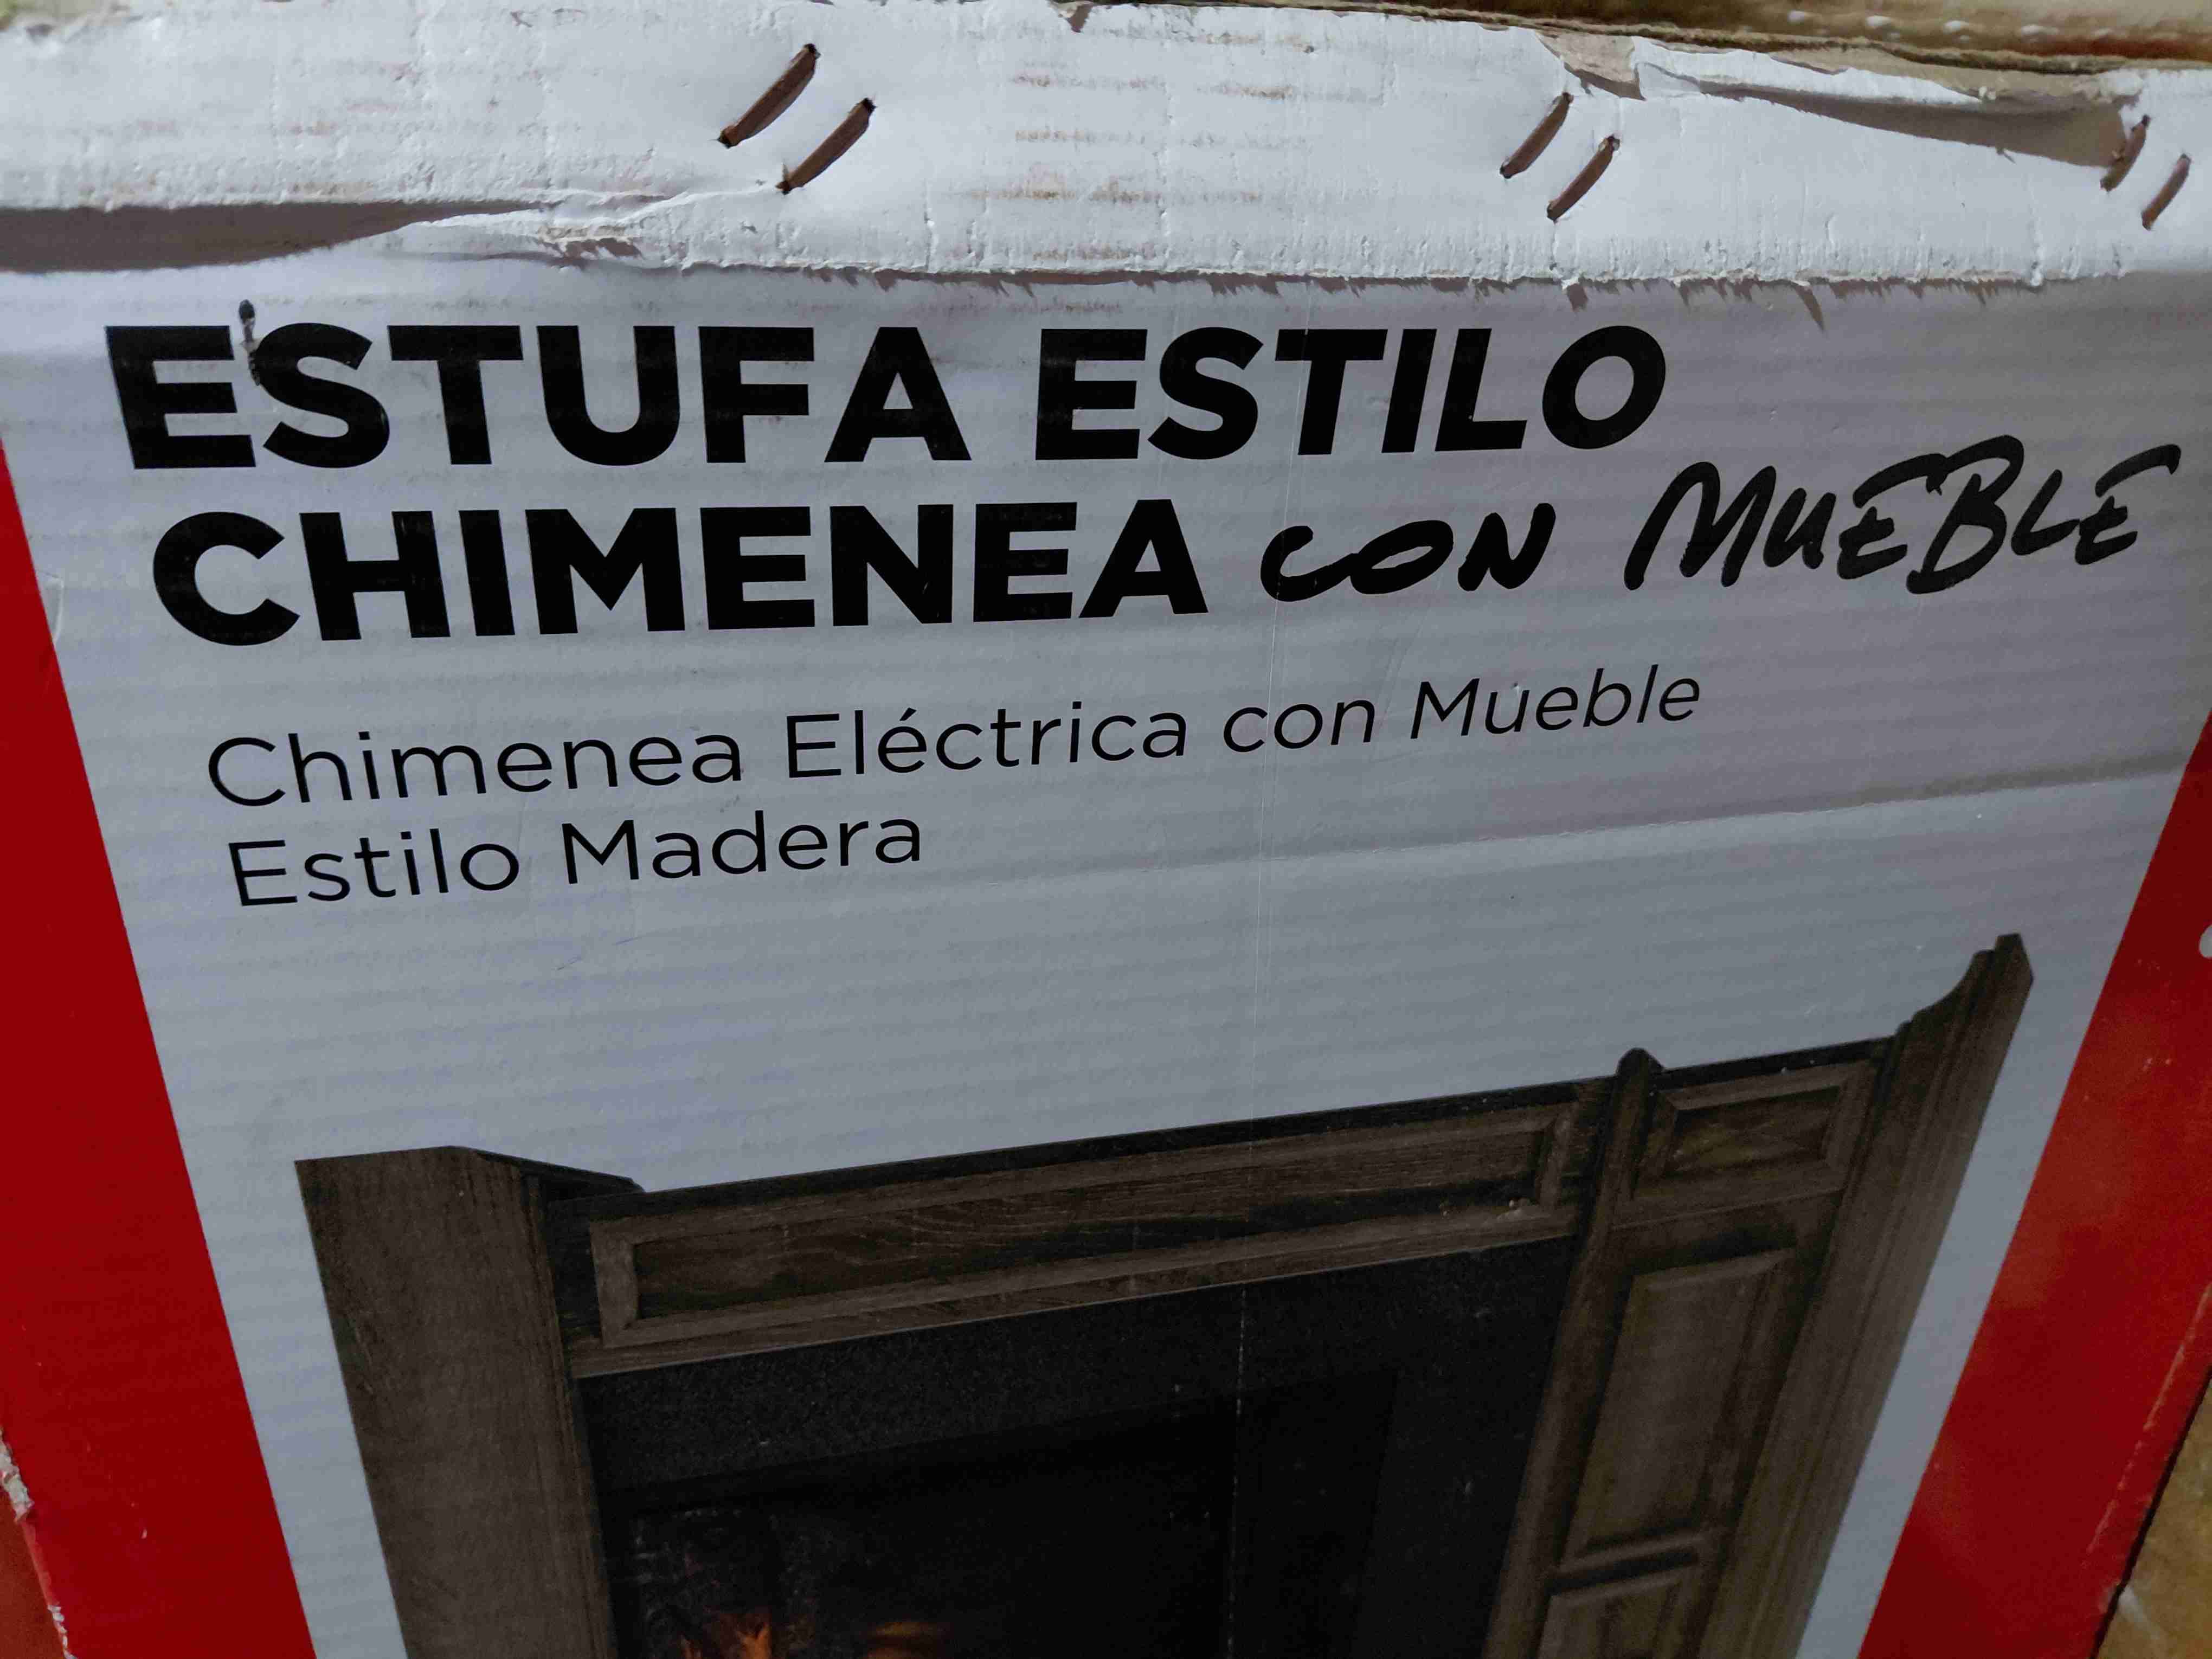 ESTUFA ESTILO
CHIMENEA CON MUEBLE
Chimenea Eléctrica con Mueble
Estilo Madera